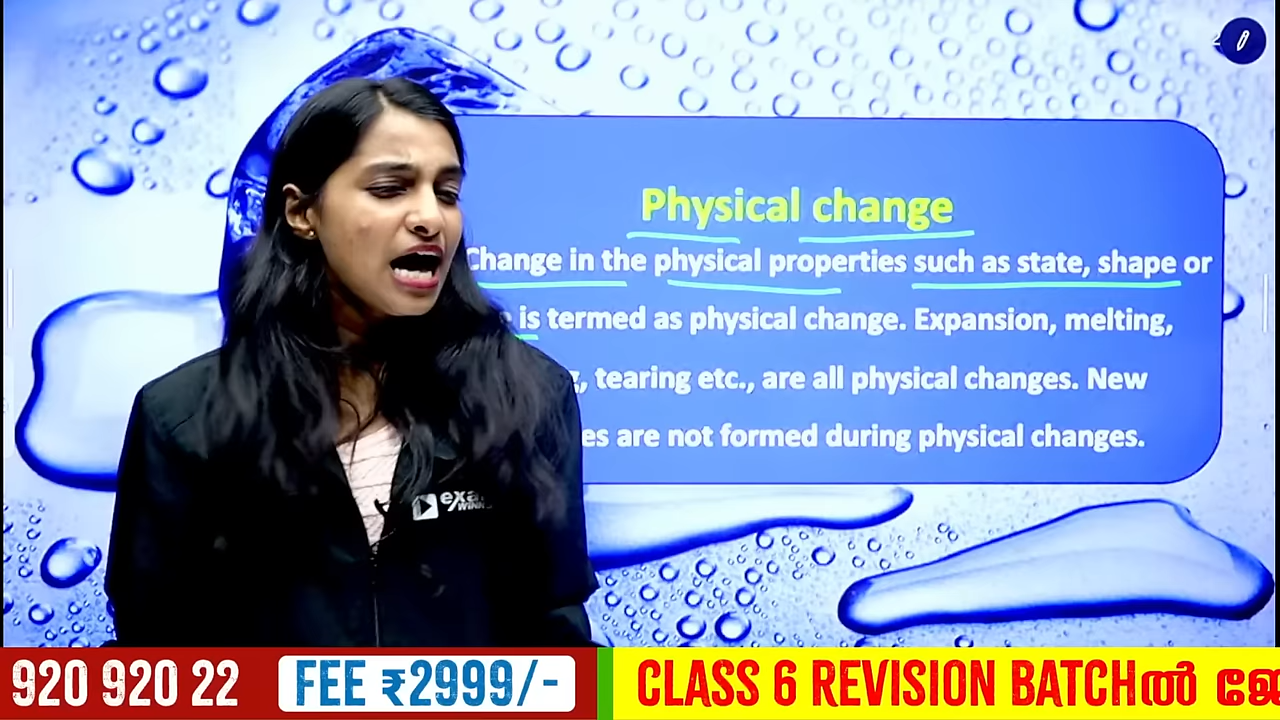 Physical change
Change in the physical properties such as state, shape or
is termed as physical change. Expansion, melting,
tearing etc., are all physical changes. New
are not formed during physical changes.
920 920 22
FEE ₹2999/-
CLASS 6 REVISION BATCHൽ